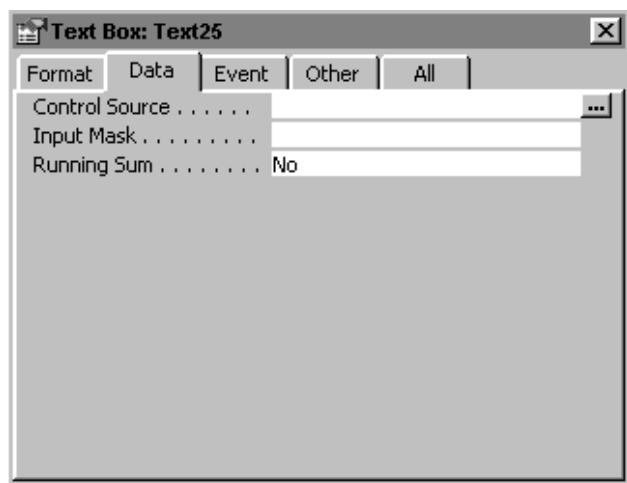 Text Box: Text25
Format Data Event Other All
Control Source . . . . . . ...
Input Mask . . . . . . . . .
Running Sum . . . . . . . . No